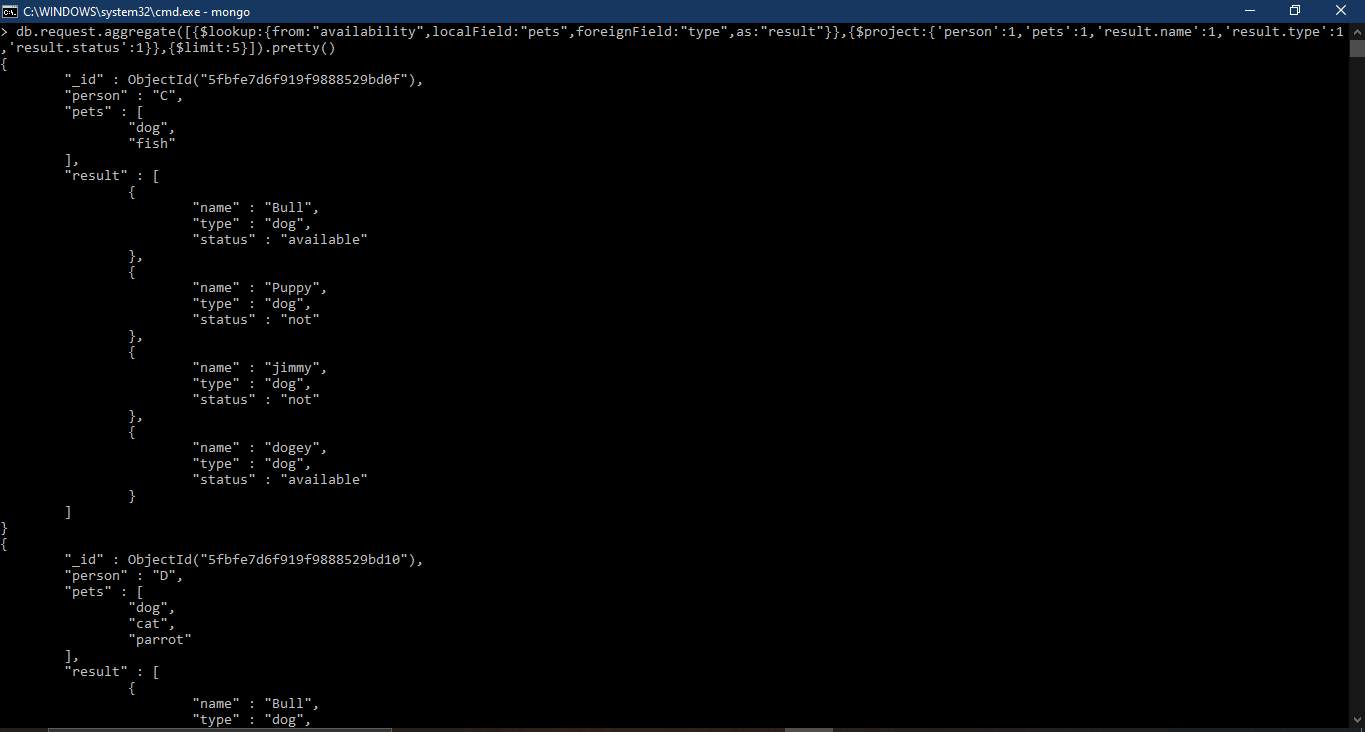 C:\WINDOWS\system32\cmd.exe - mongo
> db.request.aggregate([{$lookup:{from:"availability",localField:"pets",foreignField:"type",as:"result"}},{$project:{'person':1,'pets':1,'result.name':1,'result.type':1
,'result.status':1}},{$limit:5}]).pretty()
{
        "_id" : ObjectId("5fbfe7d6f919f9888529bd0f"),
        "person" : "C",
        "pets" : [
                "dog",
                "fish"
        ],
        "result" : [
                {
                        "name" : "Bull",
                        "type" : "dog",
                        "status" : "available"
                },
                {
                        "name" : "Puppy",
                        "type" : "dog",
                        "status" : "not"
                },
                {
                        "name" : "jimmy",
                        "type" : "dog",
                        "status" : "not"
                },
                {
                        "name" : "dogey",
                        "type" : "dog",
                        "status" : "available"
                }
        ]
}
{
        "_id" : ObjectId("5fbfe7d6f919f9888529bd10"),
        "person" : "D",
        "pets" : [
                "dog",
                "cat",
                "parrot"
        ],
        "result" : [
                {
                        "name" : "Bull",
                        "type" : "dog",